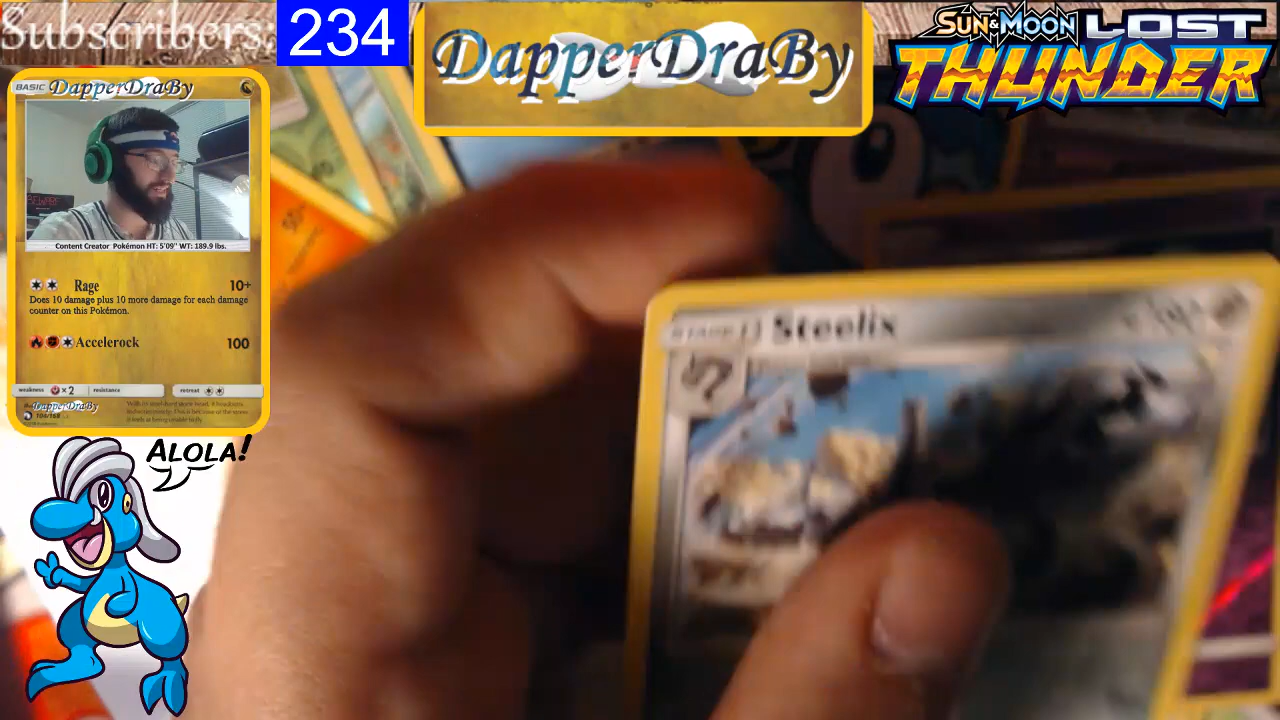 Subscribers: 234
DapperDraBy
SUN & MOON LOST
THUNDER
BASIC DapperDraBy
Content Creator Pokémon HT: 5'09" WT: 189.9 lbs.
Rage 10+
Does 10 damage plus 10 more damage for each damage
counter on this Pokémon.
Accelerock 100
weakness ×2 resistance retreat
DapperDraBy
104/168
ALOLA!
Steelix